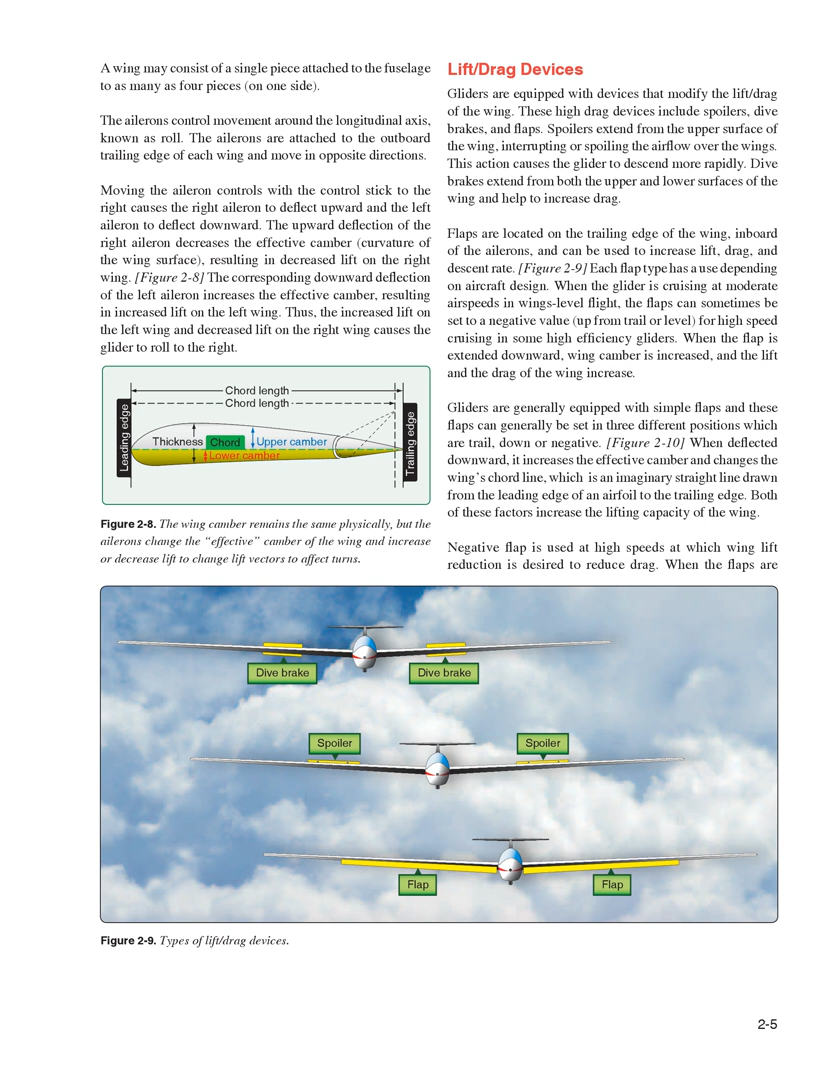 A wing may consist of a single piece attached to the fuselage
to as many as four pieces (on one side).
The ailerons control movement around the longitudinal axis,
known as roll. The ailerons are attached to the outboard
trailing edge of each wing and move in opposite directions.
Moving the aileron controls with the control stick to the
right causes the right aileron to deflect upward and the left
aileron to deflect downward. The upward deflection of the
right aileron decreases the effective camber (curvature of
the wing surface), resulting in decreased lift on the right
wing. [Figure 2-8] The corresponding downward deflection
of the left aileron increases the effective camber, resulting
in increased lift on the left wing. Thus, the increased lift on
the left wing and decreased lift on the right wing causes the
glider to roll to the right.
Chord length
Chord length
Leading edge
Thickness
Chord
Upper camber
Lower camber
Trailing edge
Figure 2-8. The wing camber remains the same physically, but the
ailerons change the “effective” camber of the wing and increase
or decrease lift to change lift vectors to affect turns.
Lift/Drag Devices
Gliders are equipped with devices that modify the lift/drag
of the wing. These high drag devices include spoilers, dive
brakes, and flaps. Spoilers extend from the upper surface of
the wing, interrupting or spoiling the airflow over the wings.
This action causes the glider to descend more rapidly. Dive
brakes extend from both the upper and lower surfaces of the
wing and help to increase drag.
Flaps are located on the trailing edge of the wing, inboard
of the ailerons, and can be used to increase lift, drag, and
descent rate. [Figure 2-9] Each flap type has a use depending
on aircraft design. When the glider is cruising at moderate
airspeeds in wings-level flight, the flaps can sometimes be
set to a negative value (up from trail or level) for high speed
cruising in some high efficiency gliders. When the flap is
extended downward, wing camber is increased, and the lift
and the drag of the wing increase.
Gliders are generally equipped with simple flaps and these
flaps can generally be set in three different positions which
are trail, down or negative. [Figure 2-10] When deflected
downward, it increases the effective camber and changes the
wing’s chord line, which is an imaginary straight line drawn
from the leading edge of an airfoil to the trailing edge. Both
of these factors increase the lifting capacity of the wing.
Negative flap is used at high speeds at which wing lift
reduction is desired to reduce drag. When the flaps are
Dive brake
Dive brake
Spoiler
Spoiler
Flap
Flap
Figure 2-9. Types of lift/drag devices.
2-5